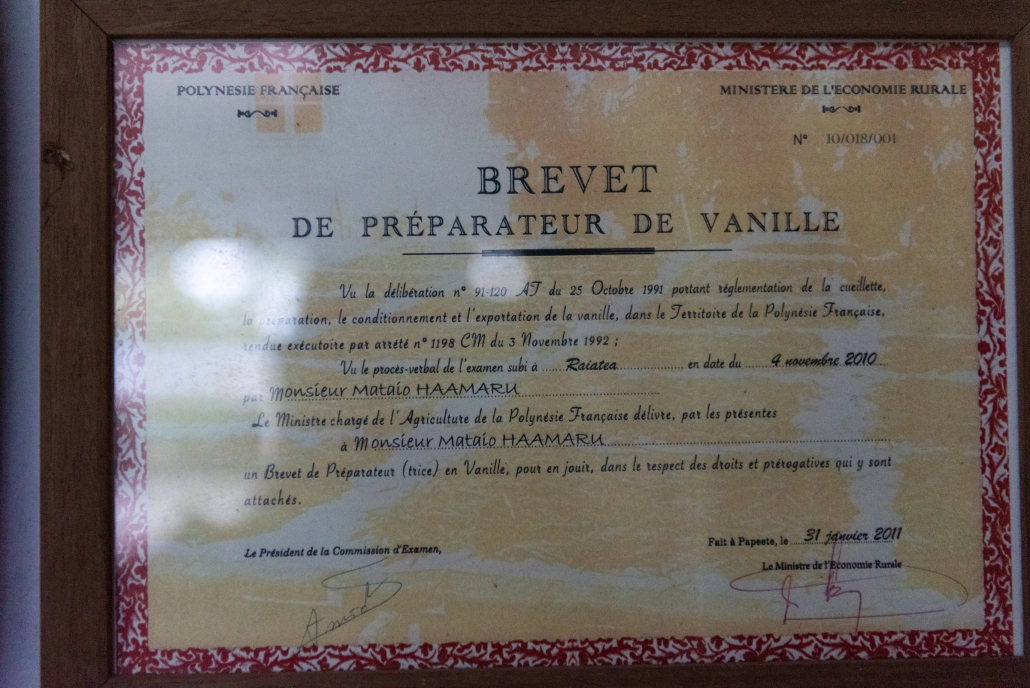 POLYNESIE FRANÇAISE
MINISTERE DE L'ECONOMIE RURALE
N° 10/018/001
BREVET
DE PRÉPARATEUR DE VANILLE
Vu la délibération n° 91-120 AT du 25 Octobre 1991 portant réglementation de la cueillette,
la préparation, le conditionnement et l'exportation de la vanille, dans le Territoire de la Polynésie Française,
rendue exécutoire par arrêté n° 1198 CM du 3 Novembre 1992 ;
Vu le procès-verbal de l'examen subi à ......Raiatea.................. en date du .......4 novembre 2010....
par Monsieur Mataio HAAMARU
Le Ministre chargé de l'Agriculture de la Polynésie Française délivre, par les présentes
à Monsieur Mataio HAAMARU
un Brevet de Préparateur (trice) en Vanille, pour en jouir, dans le respect des droits et prérogatives qui y sont
attachés.
Fait à Papeete, le ....31 janvier 2011
Le Président de la Commission d'Examen,
Le Ministre de l'Economie Rurale